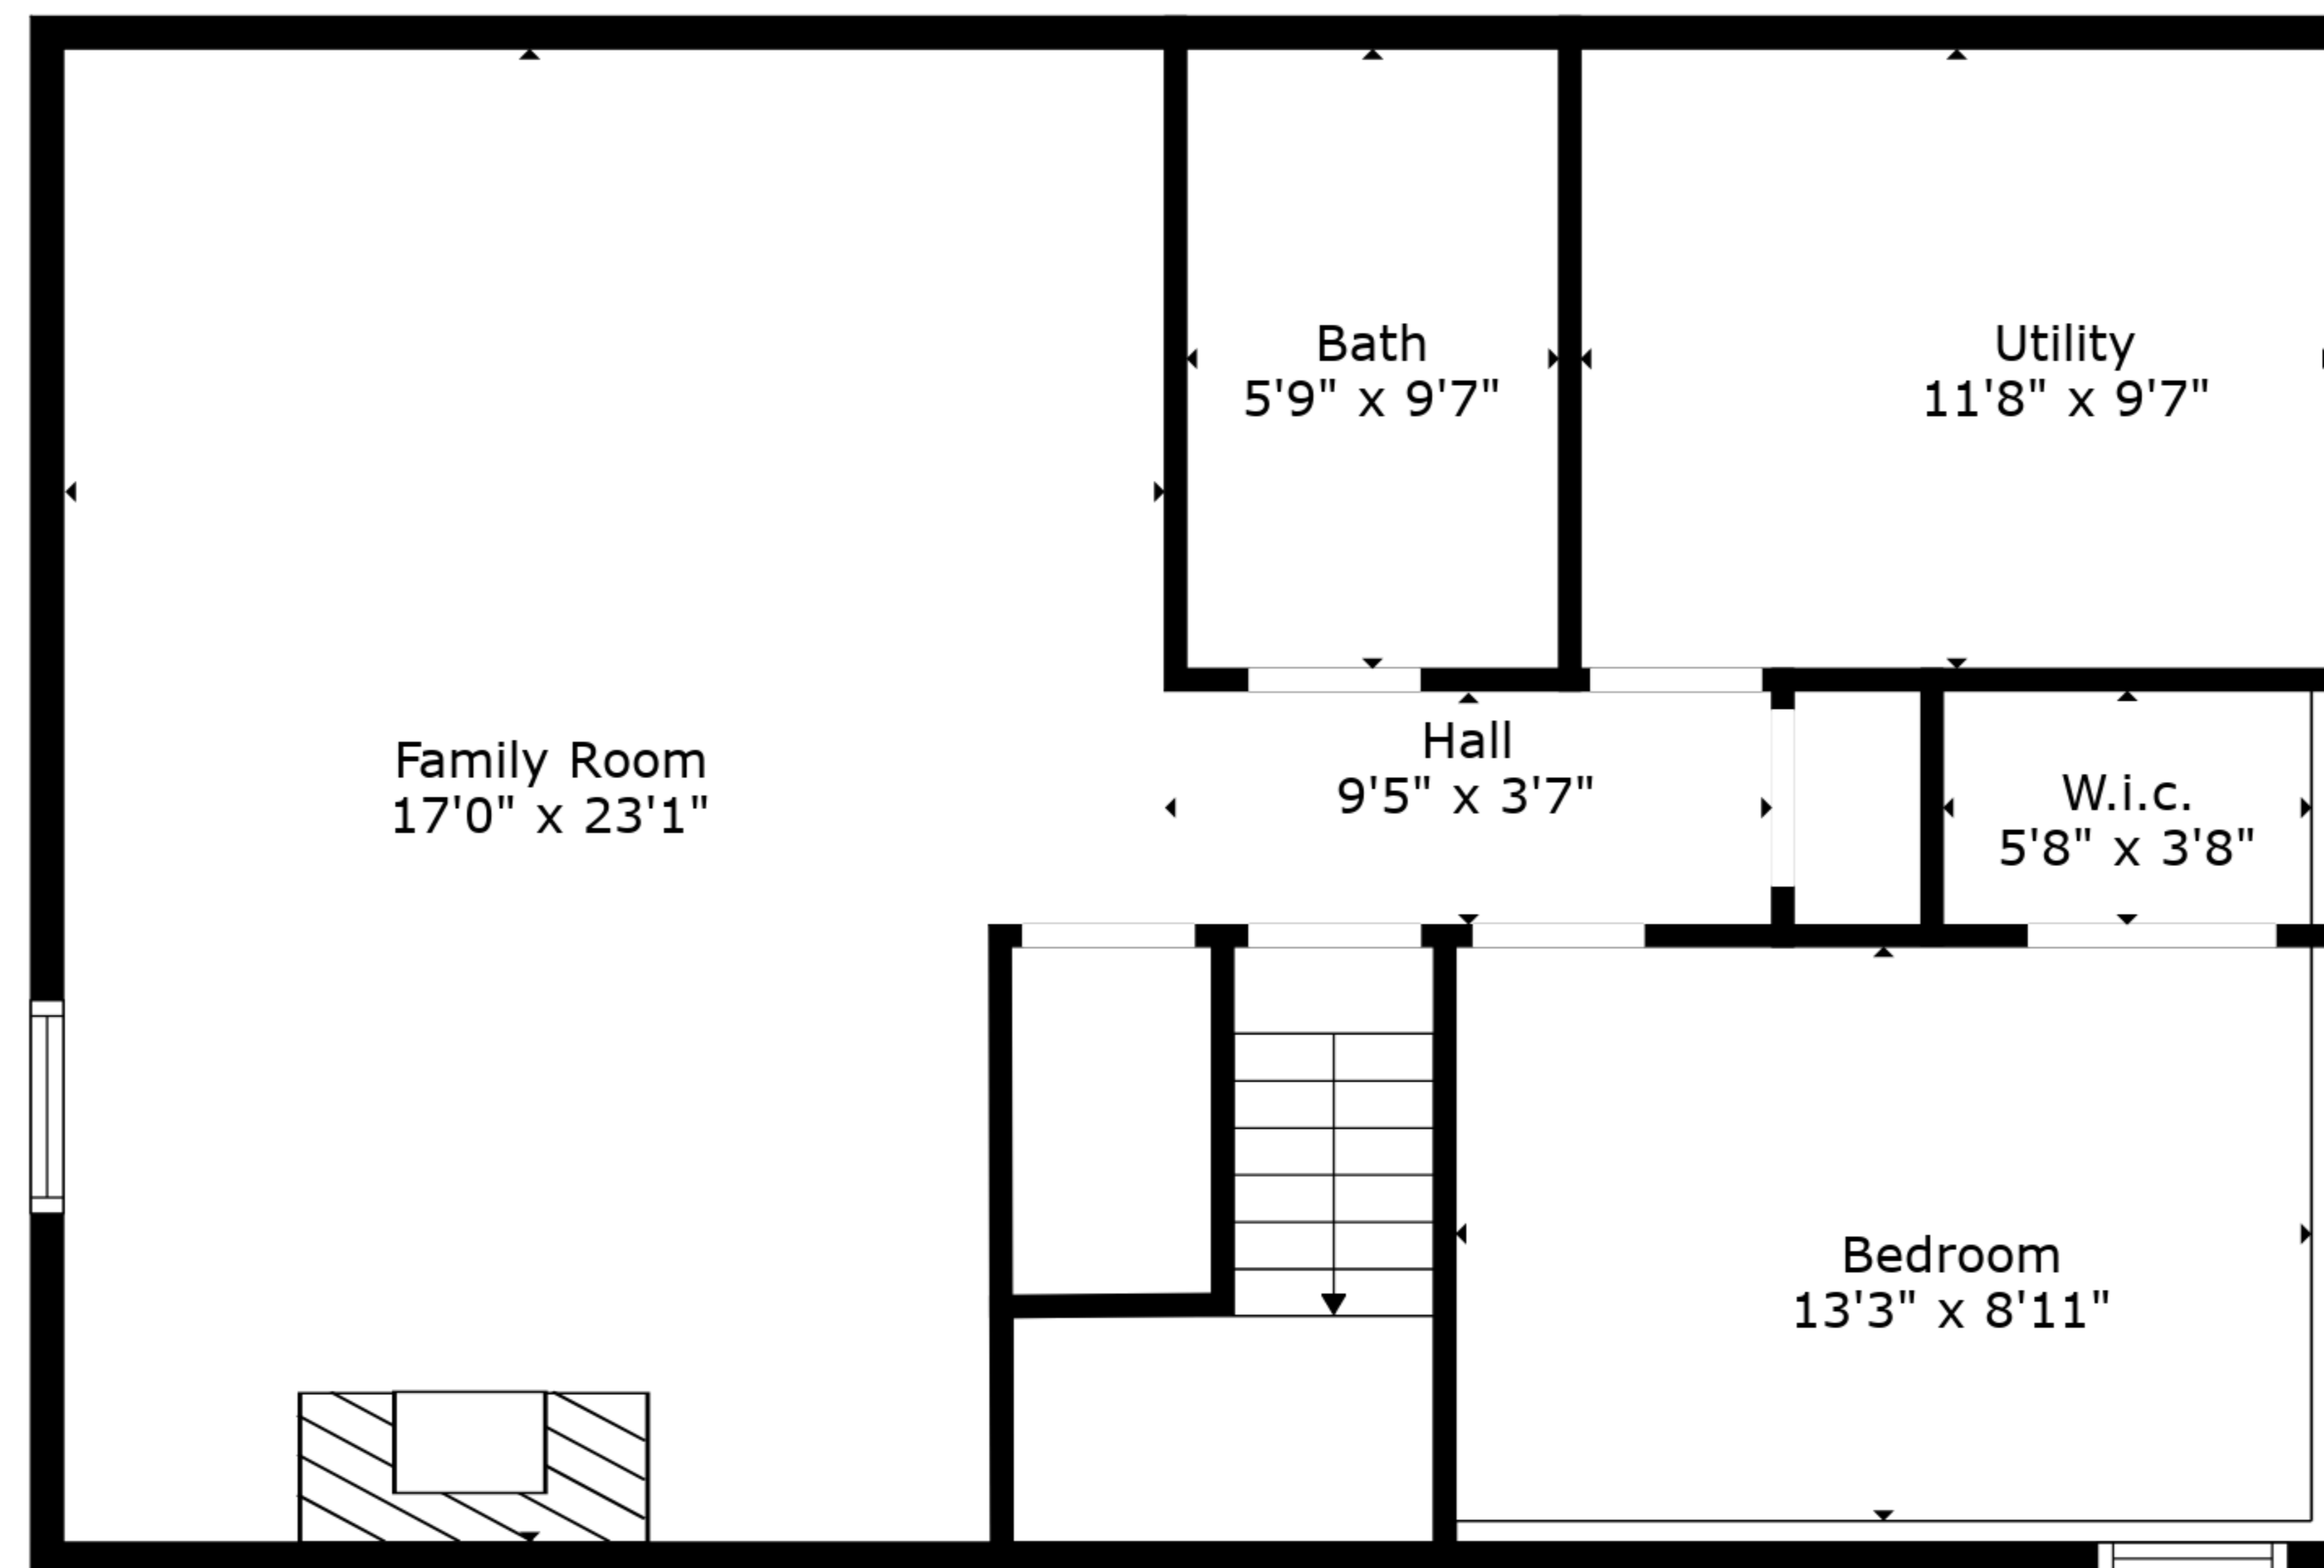 Bath
5'9" x 9'7"
Utility
11'8" x 9'7"
Family Room
17'0" x 23'1"
Hall
9'5" x 3'7"
W.i.c.
5'8" x 3'8"
Bedroom
13'3" x 8'11"